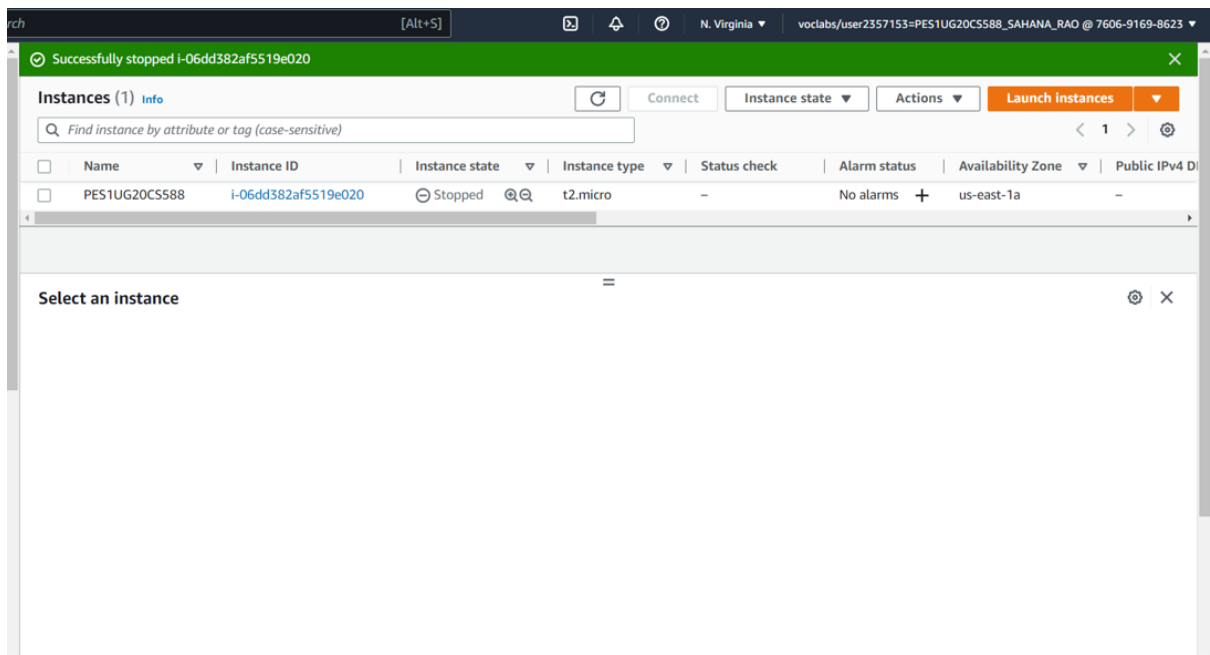 rch [Alt+S] N. Virginia ▼ voclabs/user2357153=PES1UG20CS588_SAHANA_RAO @ 7606-9169-8623 ▼
Successfully stopped i-06dd382af5519e020
Instances (1) Info Connect Instance state ▼ Actions ▼ Launch instances ▼
Find instance by attribute or tag (case-sensitive) < 1 >
Name Instance ID Instance state Instance type Status check Alarm status Availability Zone Public IPv4 D
PES1UG20CS588 i-06dd382af5519e020 Stopped t2.micro – No alarms + us-east-1a –
Select an instance